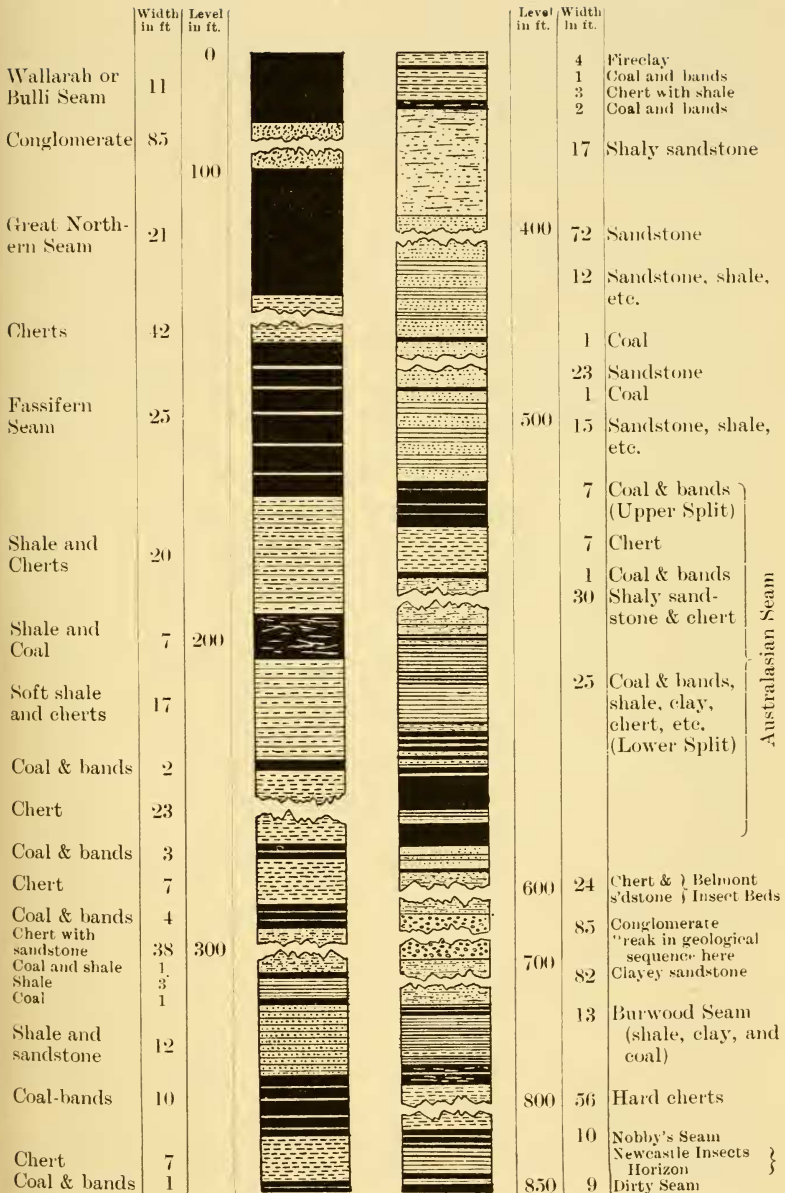 Width Level
in ft in ft.
0
Wallarah or
Bulli Seam 11
Conglomerate 85
100
Great North-
ern Seam 21
Cherts 42
Fassifern
Seam 25
Shale and
Cherts 20
Shale and
Coal 7 200
Soft shale
and cherts 17
Coal & bands 2
Chert 23
Coal & bands 3
Chert 7
Coal & bands 4
Chert with
sandstone 38 300
Coal and shale 1
Shale 3
Coal 1
Shale and
sandstone 12
Coal-bands 10
Chert 7
Coal & bands 1
Level Width
in ft. in ft.
4 Fireclay
1 Coal and bands
3 Chert with shale
2 Coal and bands
17 Shaly sandstone
400 72 Sandstone
12 Sandstone, shale,
etc.
1 Coal
23 Sandstone
1 Coal
500 15 Sandstone, shale,
etc.
7 Coal & bands
(Upper Split)
7 Chert
1 Coal & bands
30 Shaly sand-
stone & chert
25 Coal & bands,
shale, clay,
chert, etc.
(Lower Split)
Australasian Seam
600 24 Chert & } Belmont
s'dstone } Insect Beds
85 Conglomerate
"reak in geological
sequence here
700
82 Clayey sandstone
13 Burwood Seam
(shale, clay, and
coal)
800 56 Hard cherts
10 Nobby's Seam
Newcastle Insects }
Horizon
850 9 Dirty Seam